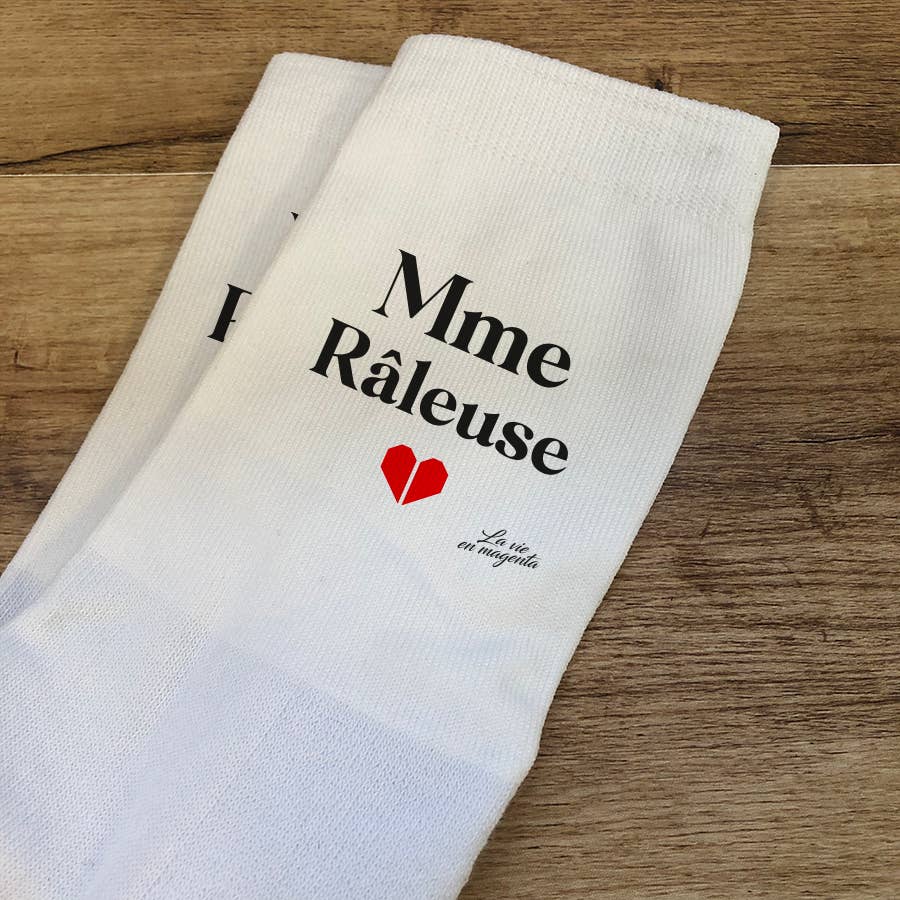 Mme
Râleuse
La vie
en magenta